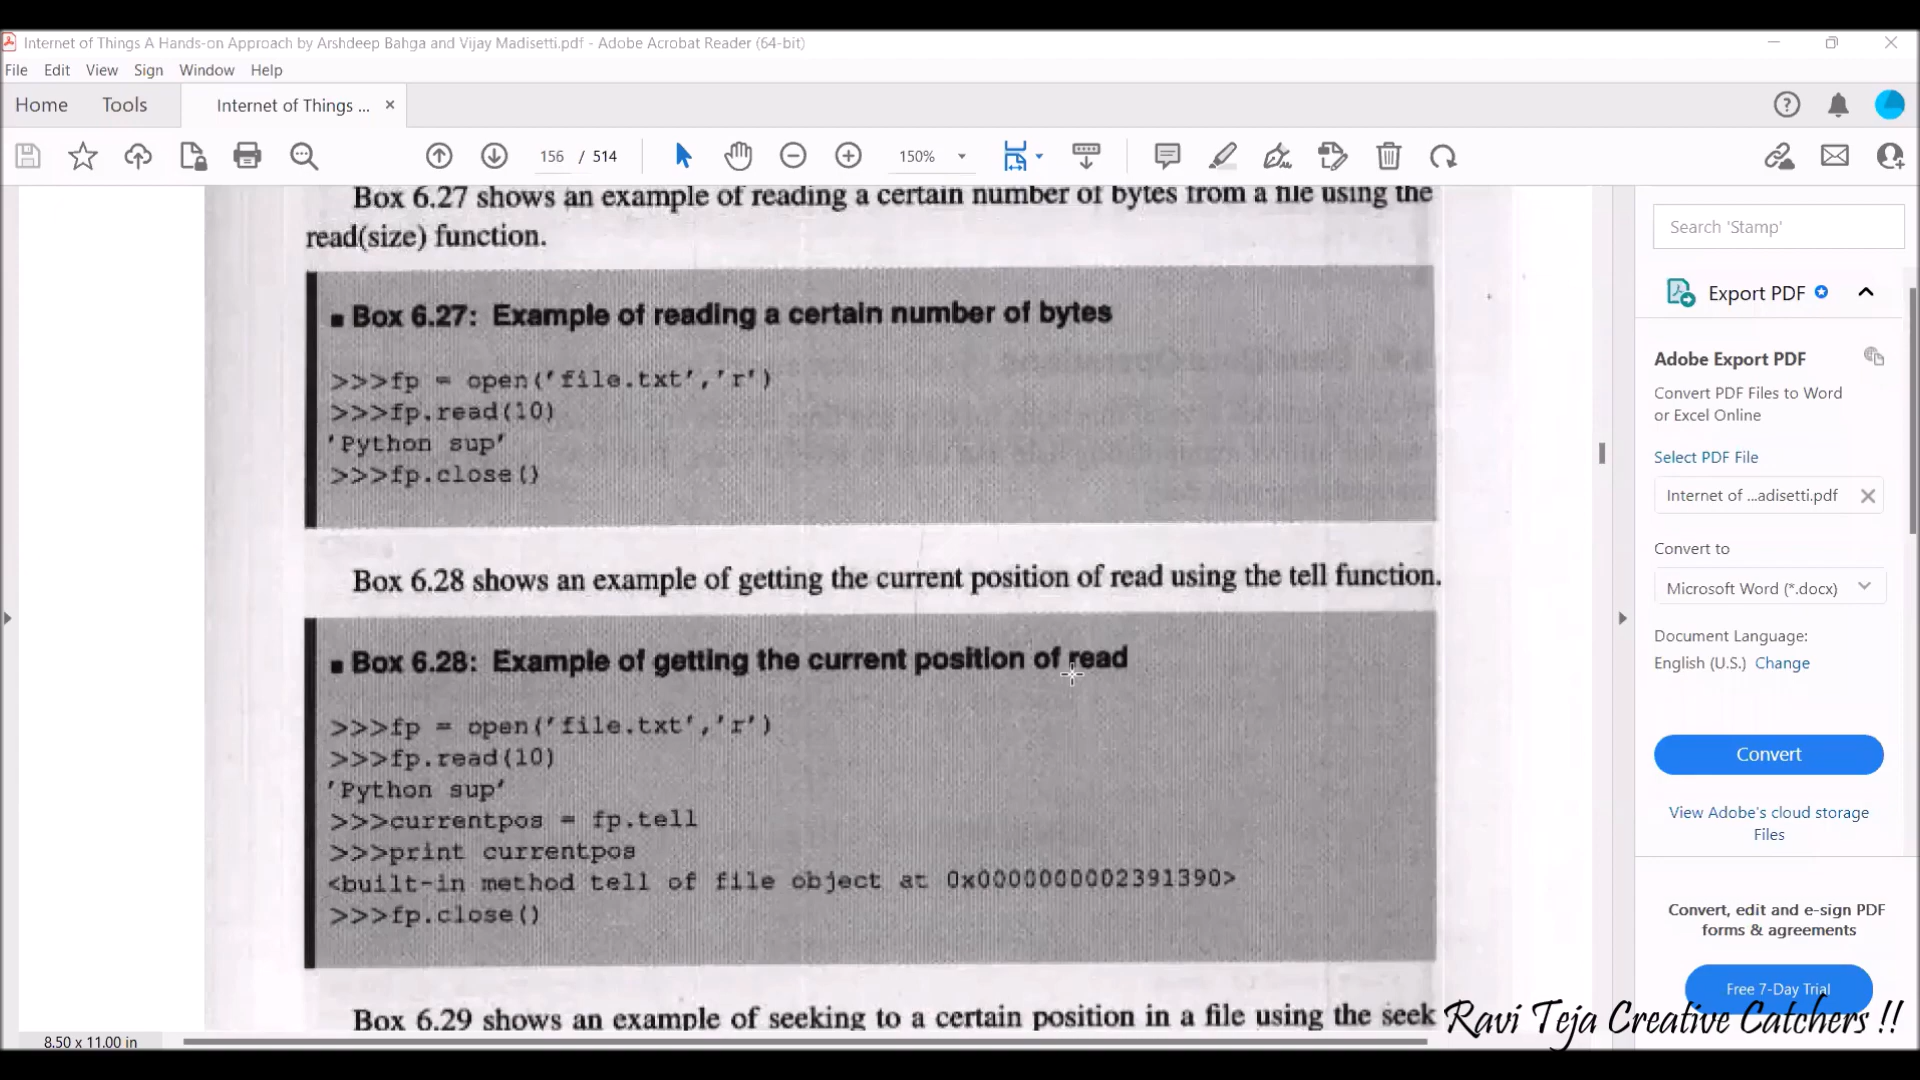 Internet of Things A Hands-on Approach by Arshdeep Bahga and Vijay Madisetti.pdf - Adobe Acrobat Reader (64-bit)
File Edit View Sign Window Help
Home Tools Internet of Things ...
156 / 514 150%
Box 6.27 shows an example of reading a certain number of bytes from a file using the
read(size) function.
Box 6.27: Example of reading a certain number of bytes
>>>fp = open('file.txt','r')
>>>fp.read(10)
'Python sup'
>>>fp.close()
Box 6.28 shows an example of getting the current position of read using the tell function.
Box 6.28: Example of getting the current position of read
>>>fp = open('file.txt','r')
>>>fp.read(10)
'Python sup'
>>>currentpos = fp.tell
>>>print currentpos
<built-in method tell of file object at 0x0000000002391390>
>>>fp.close()
Box 6.29 shows an example of seeking to a certain position in a file using the seek
8.50 x 11.00 in
Search 'Stamp'
Export PDF
Adobe Export PDF
Convert PDF Files to Word
or Excel Online
Select PDF File
Internet of ...adisetti.pdf
Convert to
Microsoft Word (*.docx)
Document Language:
English (U.S.) Change
Convert
View Adobe's cloud storage
Files
Convert, edit and e-sign PDF
forms & agreements
Free 7-Day Trial
Ravi Teja Creative Catchers !!